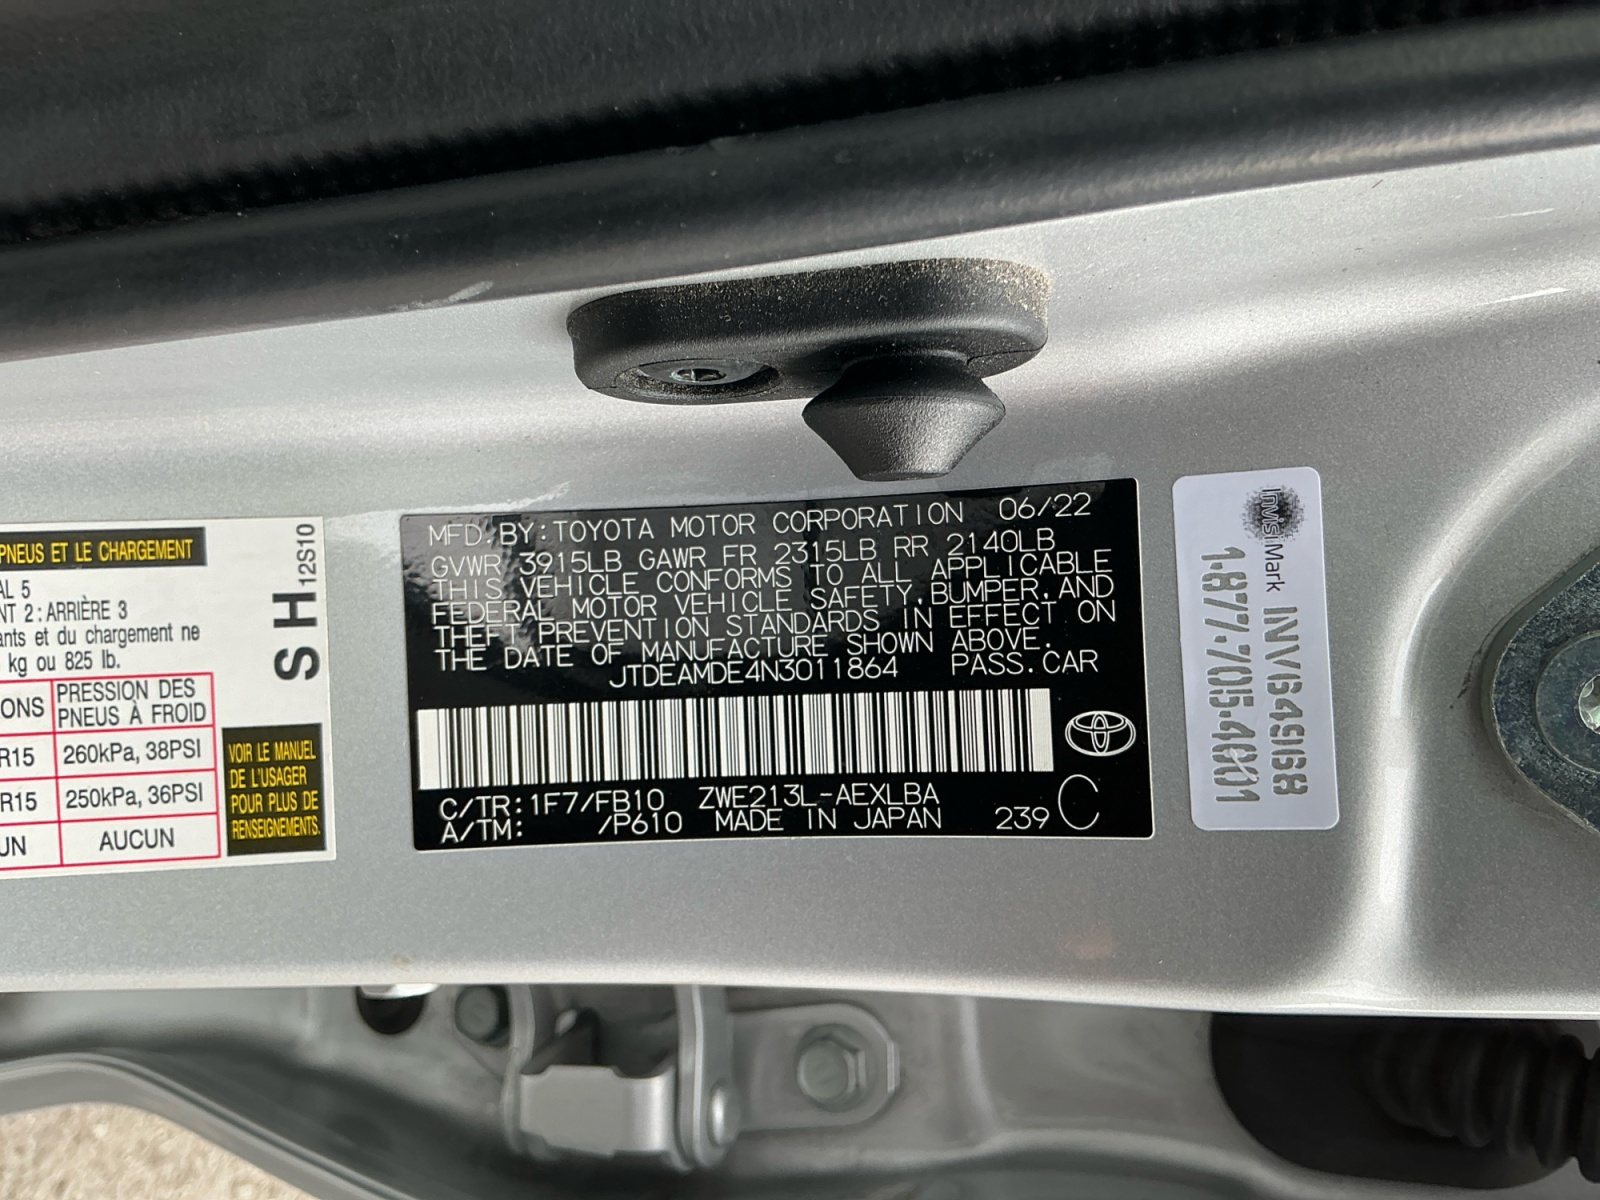 PNEUS ET LE CHARGEMENT
AL 5
NT 2 : ARRIÈRE 3
ants et du chargement ne
kg ou 825 lb.
ONS PRESSION DES
PNEUS À FROID
R15 260kPa, 38PSI
R15 250kPa, 36PSI
UN AUCUN
S H 12S10
VOIR LE MANUEL
DE L'USAGER
POUR PLUS DE
RENSEIGNEMENTS.
MFD. BY: TOYOTA MOTOR CORPORATION 06/22
GVWR 3915LB GAWR FR 2315LB RR 2140LB
THIS VEHICLE CONFORMS TO ALL APPLICABLE
FEDERAL MOTOR VEHICLE SAFETY, BUMPER, AND
THEFT PREVENTION STANDARDS IN EFFECT ON
THE DATE OF MANUFACTURE SHOWN ABOVE.
JTDEAMDE4N3011864 PASS. CAR
C/TR: 1F7/FB10 ZWE213L-AEXLBA
A/TM: /P610 MADE IN JAPAN 239 C
InvisiMark INV649668
1-877-705-4001